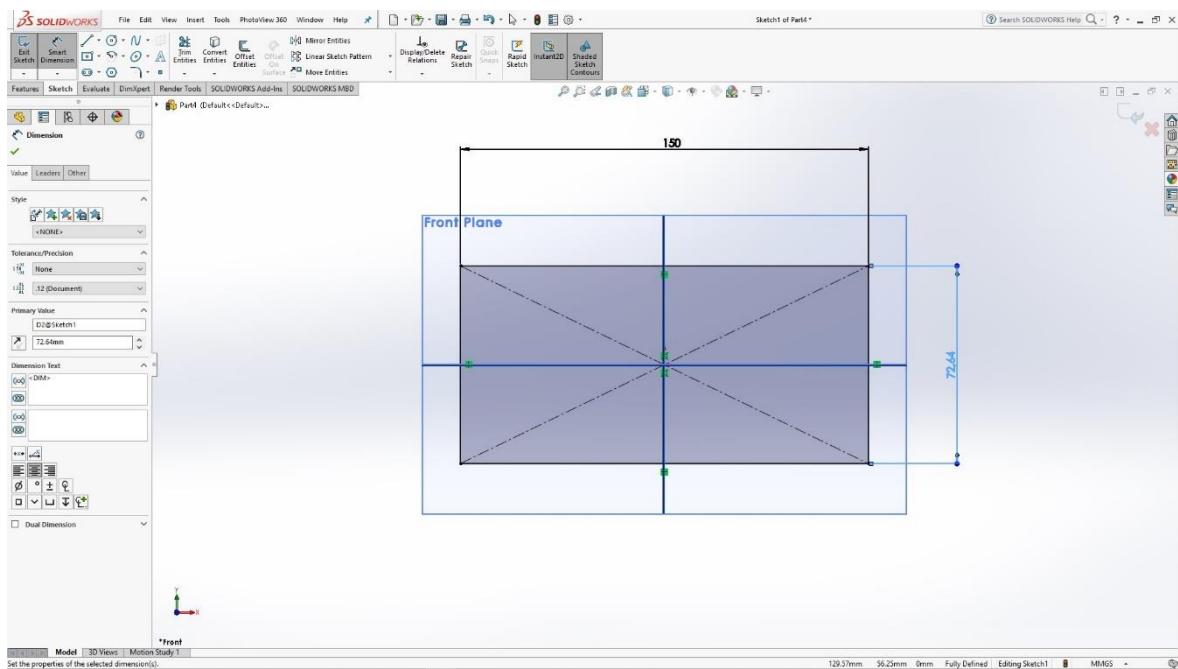 SOLIDWORKS File Edit View Insert Tools PhotoView 360 Window Help Sketch1 of Part4 * Search SOLIDWORKS Help
Exit Sketch Smart Dimension Trim Entities Convert Entities Offset Entities Offset On Surface Mirror Entities Linear Sketch Pattern More Entities Display/Delete Relations Repair Sketch Quick Snaps Rapid Sketch Instant2D Shaded Sketch Contours
Features Sketch Evaluate DimXpert Render Tools SOLIDWORKS Add-Ins SOLIDWORKS MBD
Part4 (Default<<Default>...
Dimension
Value Leaders Other
Style
<NONE>
Tolerance/Precision
None
.12 (Document)
Primary Value
D2@Sketch1
72.64mm
Dimension Text
<DIM>
Dual Dimension
150
Front Plane
72.64
Y
X
*Front
Model 3D Views Motion Study 1
Set the properties of the selected dimension(s). 129.57mm 56.25mm 0mm Fully Defined Editing Sketch1 MMGS